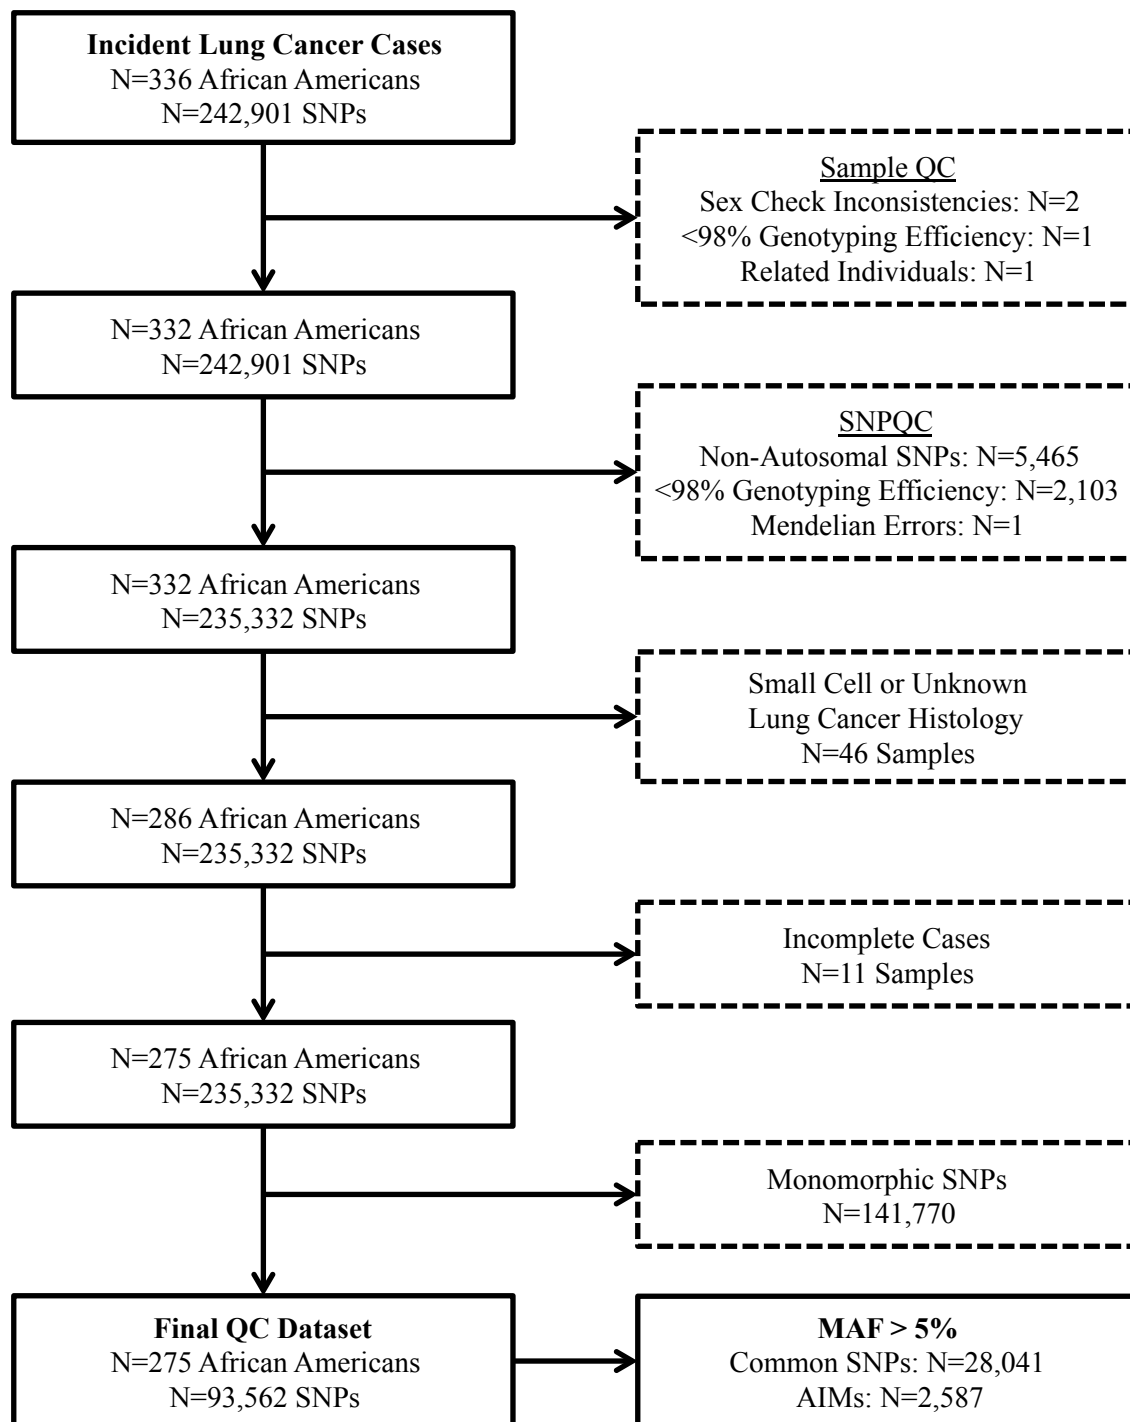 Incident Lung Cancer Cases
N=336 African Americans
N=242,901 SNPs
Sample QC
Sex Check Inconsistencies: N=2
<98% Genotyping Efficiency: N=1
Related Individuals: N=1
N=332 African Americans
N=242,901 SNPs
SNPQC
Non-Autosomal SNPs: N=5,465
<98% Genotyping Efficiency: N=2,103
Mendelian Errors: N=1
N=332 African Americans
N=235,332 SNPs
Small Cell or Unknown
Lung Cancer Histology
N=46 Samples
N=286 African Americans
N=235,332 SNPs
Incomplete Cases
N=11 Samples
N=275 African Americans
N=235,332 SNPs
Monomorphic SNPs
N=141,770
Final QC Dataset
N=275 African Americans
N=93,562 SNPs
MAF > 5%
Common SNPs: N=28,041
AIMs: N=2,587